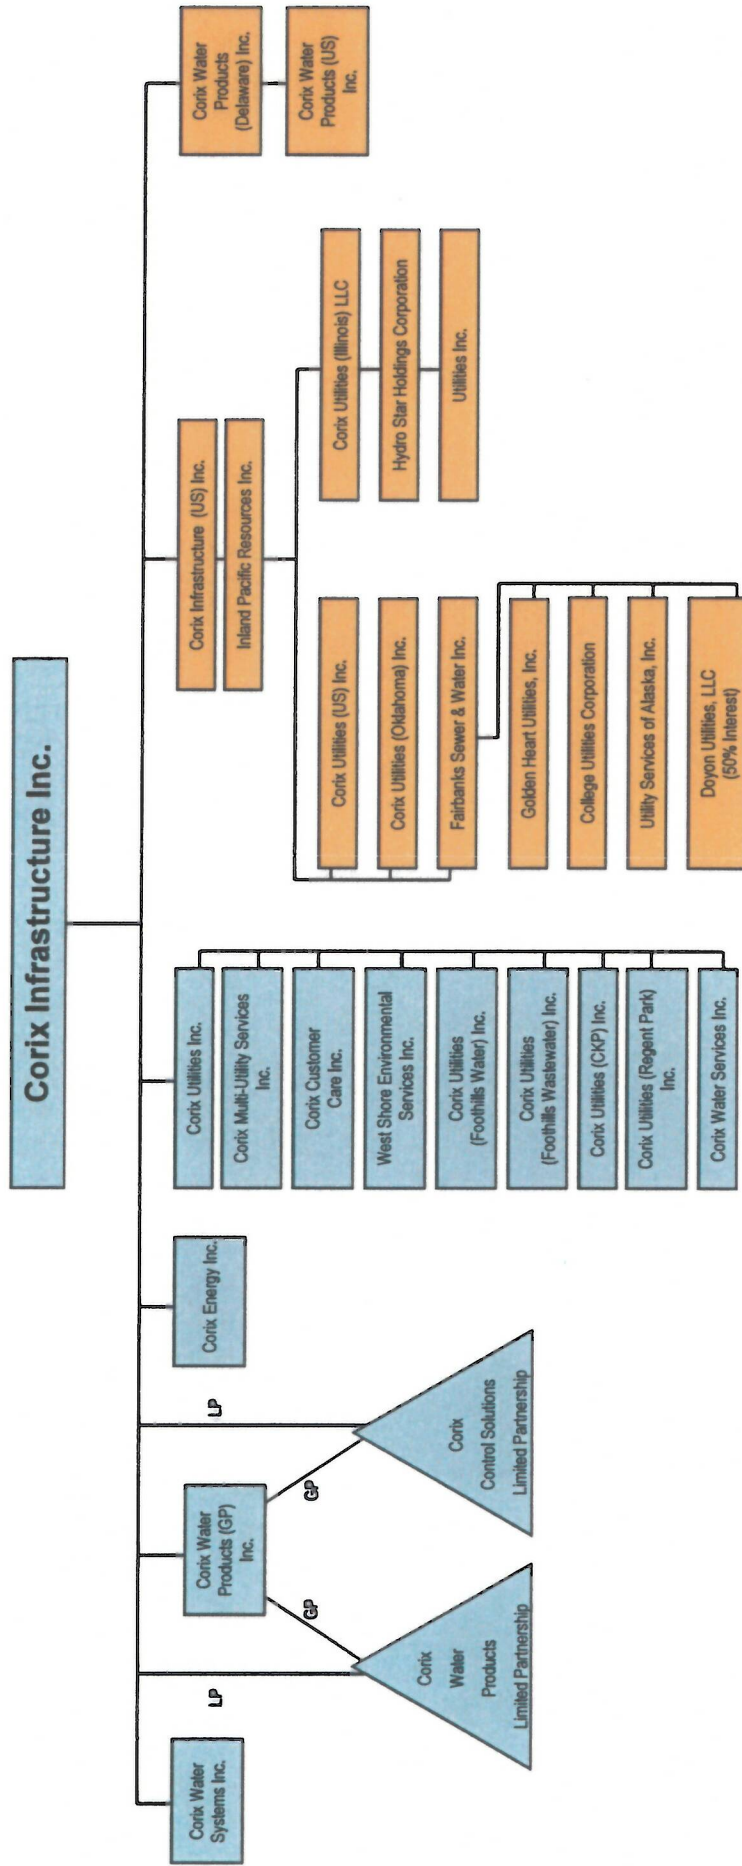 Corix Infrastructure Inc.
Corix Water
Systems Inc.
LP
Corix
Water
Products
Limited Partnership
GP
Corix Water
Products (GP)
Inc.
GP
LP
Corix
Control Solutions
Limited Partnership
Corix Energy Inc.
Corix Utilities Inc.
Corix Multi-Utility Services
Inc.
Corix Customer
Care Inc.
West Shore Environmental
Services Inc.
Corix Utilities
(Foothills Water) Inc.
Corix Utilities
(Foothills Wastewater) Inc.
Corix Utilities (CKP) Inc.
Corix Utilities (Regent Park)
Inc.
Corix Water Services Inc.
Corix Infrastructure (US) Inc.
Inland Pacific Resources Inc.
Corix Utilities (US) Inc.
Corix Utilities (Oklahoma) Inc.
Fairbanks Sewer & Water Inc.
Golden Heart Utilities, Inc.
College Utilities Corporation
Utility Services of Alaska, Inc.
Doyon Utilities, LLC
(50% Interest)
Corix Utilities (Illinois) LLC
Hydro Star Holdings Corporation
Utilities Inc.
Corix Water
Products
(Delaware) Inc.
Corix Water
Products (US)
Inc.